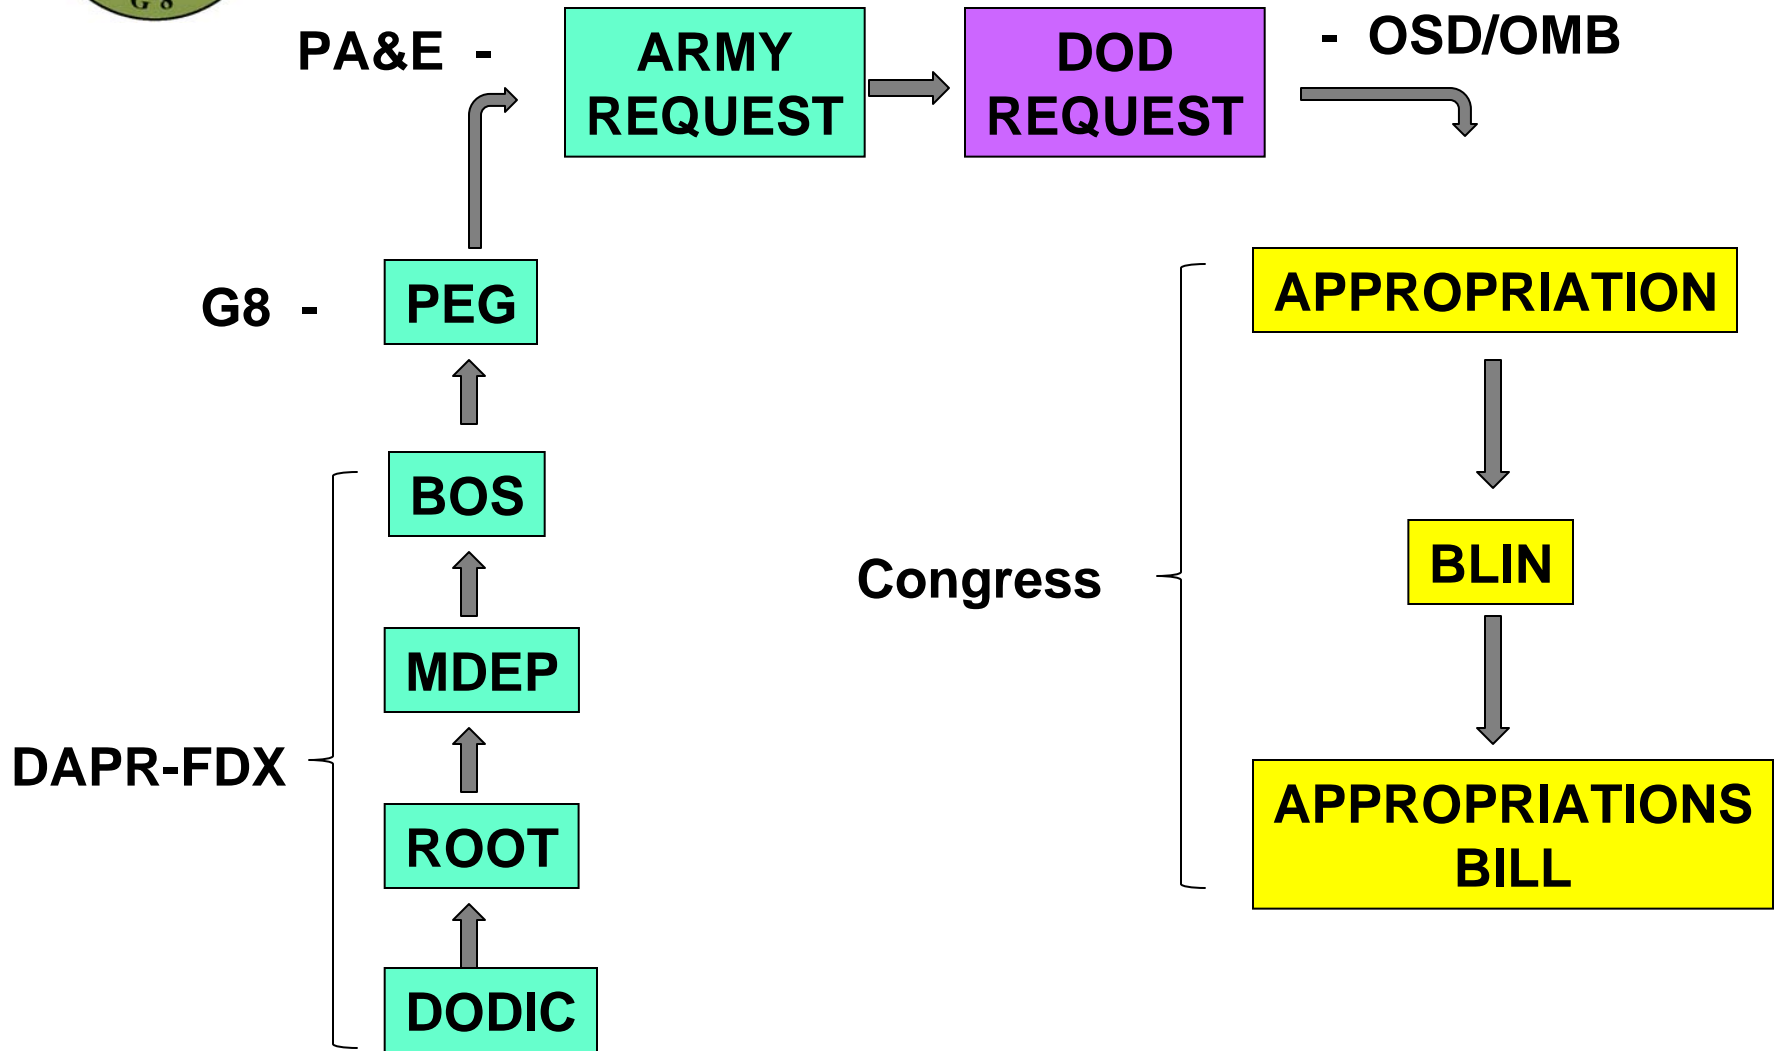 G 8
PA&E -
ARMY
REQUEST
DOD
REQUEST
- OSD/OMB
G8 -
PEG
BOS
MDEP
DAPR-FDX
ROOT
DODIC
Congress
APPROPRIATION
BLIN
APPROPRIATIONS
BILL